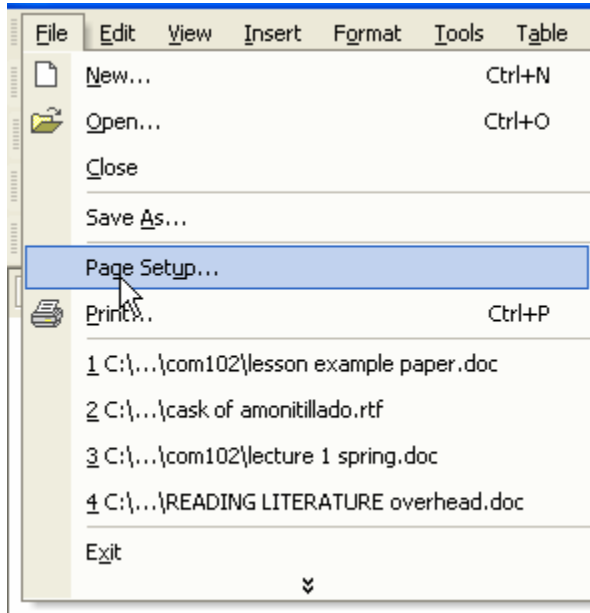 File Edit View Insert Format Tools Table
New... Ctrl+N
Open... Ctrl+O
Close
Save As...
Page Setup...
Print... Ctrl+P
1 C:\...\com102\lesson example paper.doc
2 C:\...\cask of amonitillado.rtf
3 C:\...\com102\lecture 1 spring.doc
4 C:\...\READING LITERATURE overhead.doc
Exit